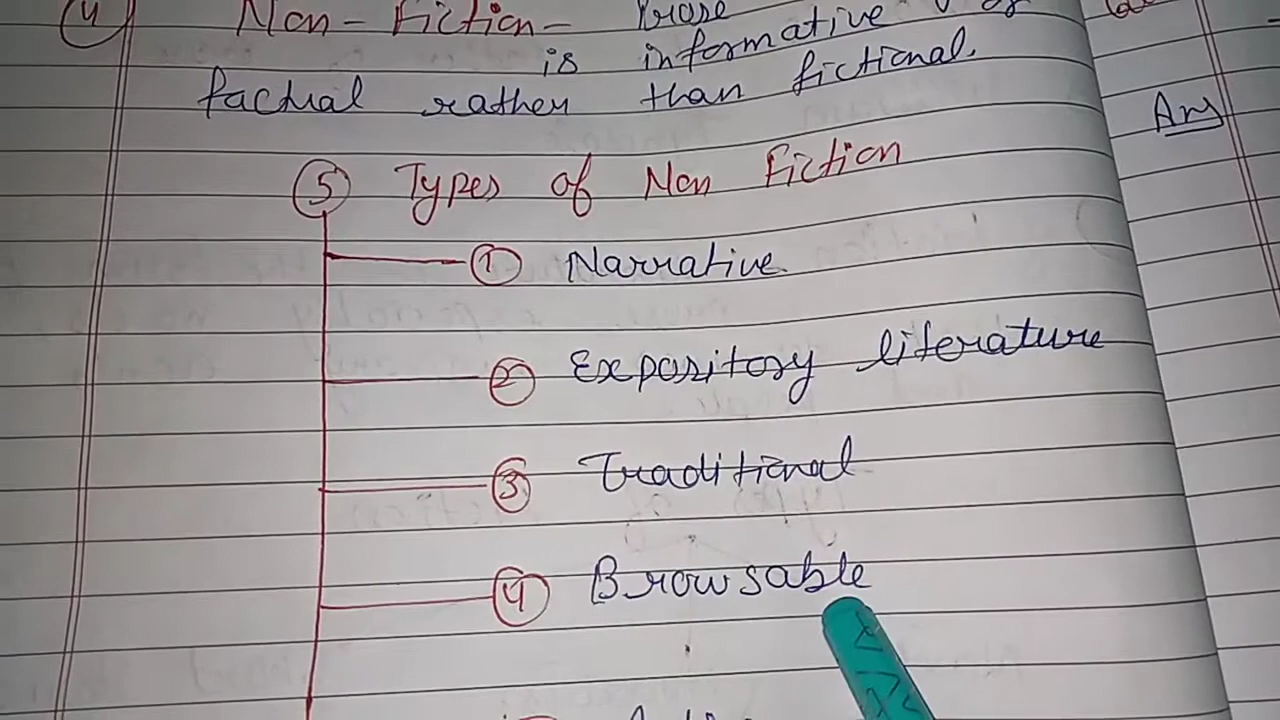 4 Non-Fiction- Prose
is informative
factual rather than fictional.
Ans
5 Types of Non Fiction
1 Narrative
2 Expository literature
3 Traditional
4 Browsable